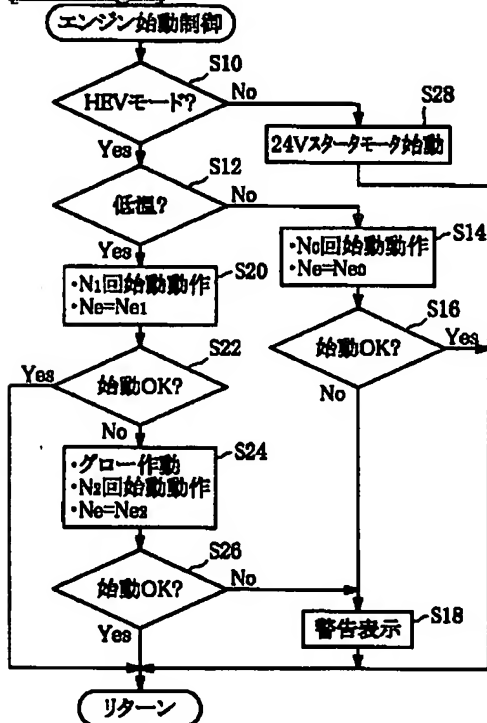 エンジン始動制御
S10
HEVモード?
No
Yes
S28
24Vスタータモータ始動
S12
低温?
No
Yes
S14
・N0回始動動作
・Ne=Ne0
S20
・N1回始動動作
・Ne=Ne1
S16
始動OK?
Yes
No
S22
Yes
始動OK?
No
S24
・グロー作動
・N2回始動動作
・Ne=Ne2
S26
始動OK?
No
Yes
S18
警告表示
リターン